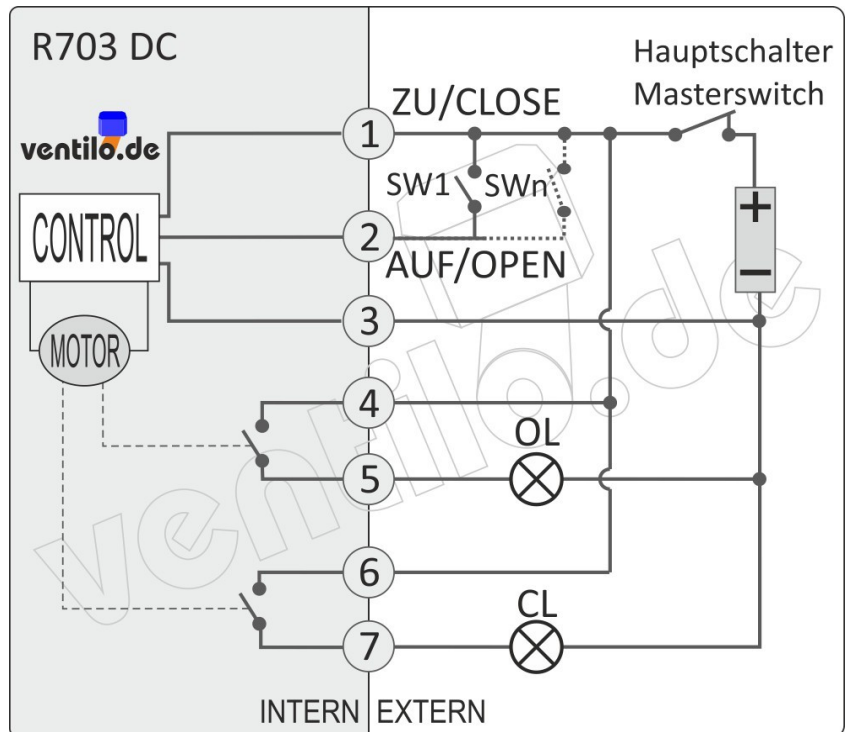 R703 DC
Hauptschalter
Masterswitch
ventilo.de
ZU/CLOSE
1
SW1
SWn
+
CONTROL
2
AUF/OPEN
−
3
MOTOR
4
OL
5
6
CL
7
INTERN
EXTERN
ventilo.de